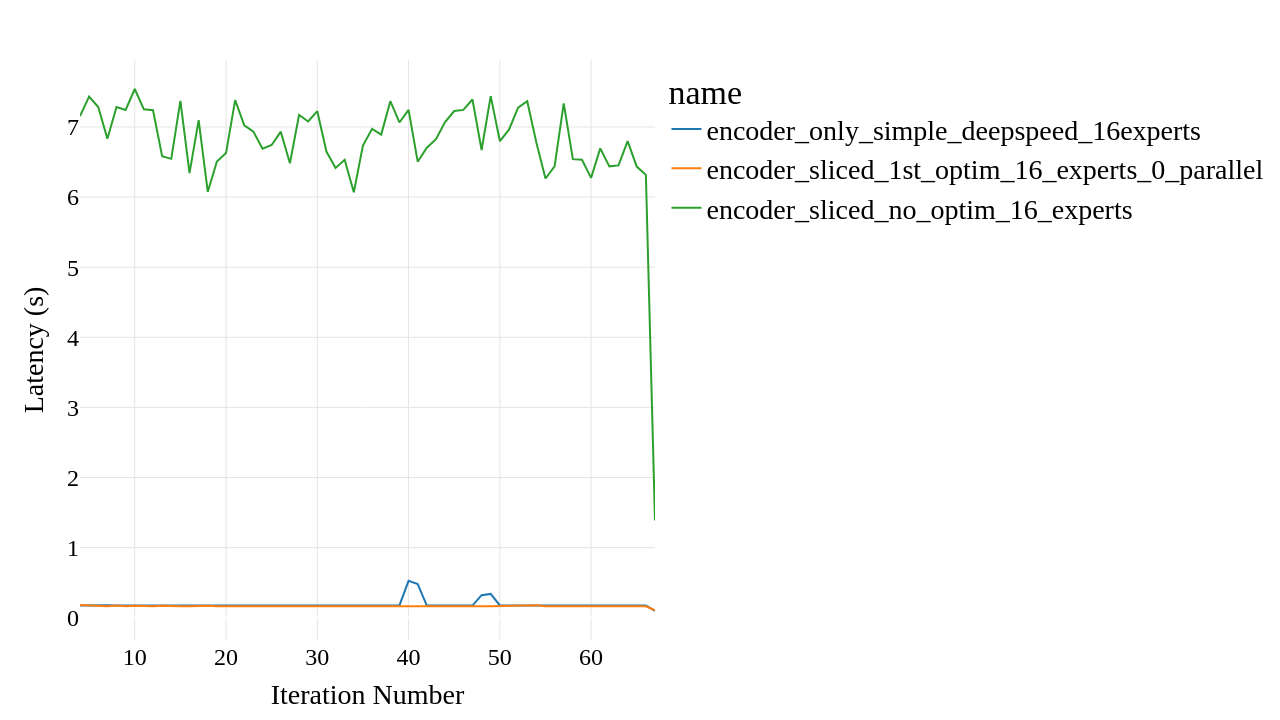 name
encoder_only_simple_deepspeed_16experts
encoder_sliced_1st_optim_16_experts_0_parallel
encoder_sliced_no_optim_16_experts
7
6
5
4
3
2
1
0
Latency (s)
10 20 30 40 50 60
Iteration Number